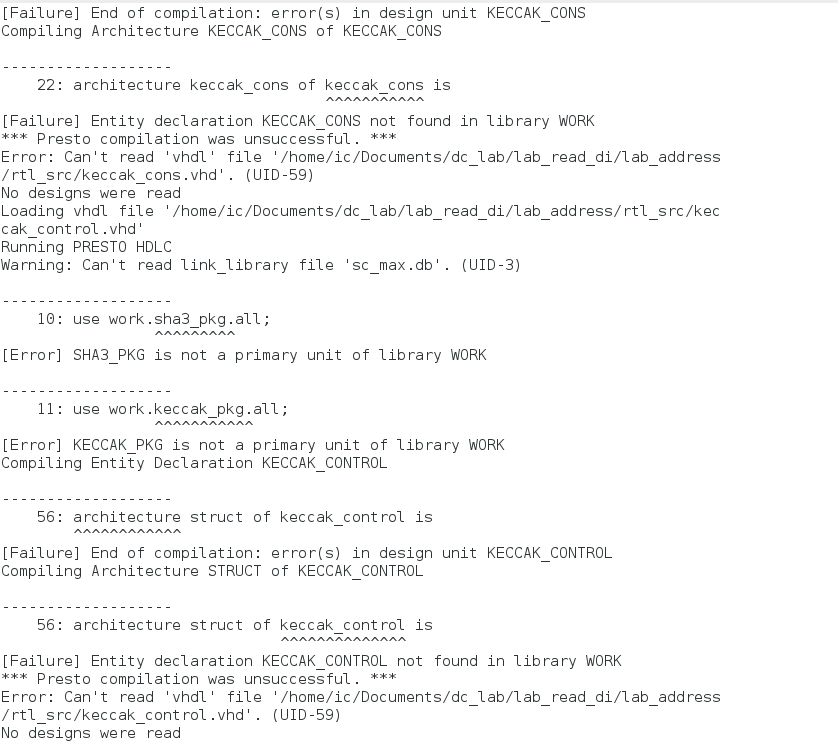 [Failure] End of compilation: error(s) in design unit KECCAK_CONS
Compiling Architecture KECCAK_CONS of KECCAK_CONS
-------------------
    22: architecture keccak_cons of keccak_cons is
                                    ^^^^^^^^^^^
[Failure] Entity declaration KECCAK_CONS not found in library WORK
*** Presto compilation was unsuccessful. ***
Error: Can't read 'vhdl' file '/home/ic/Documents/dc_lab/lab_read_di/lab_address
/rtl_src/keccak_cons.vhd'. (UID-59)
No designs were read
Loading vhdl file '/home/ic/Documents/dc_lab/lab_read_di/lab_address/rtl_src/kec
cak_control.vhd'
Running PRESTO HDLC
Warning: Can't read link_library file 'sc_max.db'. (UID-3)
-------------------
    10: use work.sha3_pkg.all;
                 ^^^^^^^^^
[Error] SHA3_PKG is not a primary unit of library WORK
-------------------
    11: use work.keccak_pkg.all;
                 ^^^^^^^^^^^
[Error] KECCAK_PKG is not a primary unit of library WORK
Compiling Entity Declaration KECCAK_CONTROL
-------------------
    56: architecture struct of keccak_control is
        ^^^^^^^^^^^^
[Failure] End of compilation: error(s) in design unit KECCAK_CONTROL
Compiling Architecture STRUCT of KECCAK_CONTROL
-------------------
    56: architecture struct of keccak_control is
                               ^^^^^^^^^^^^^^
[Failure] Entity declaration KECCAK_CONTROL not found in library WORK
*** Presto compilation was unsuccessful. ***
Error: Can't read 'vhdl' file '/home/ic/Documents/dc_lab/lab_read_di/lab_address
/rtl_src/keccak_control.vhd'. (UID-59)
No designs were read